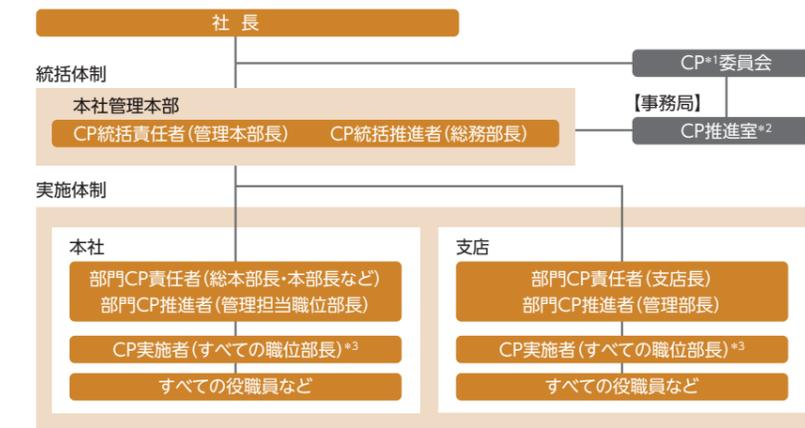 社 長
CP*1委員会
統括体制
【事務局】
本社管理本部
CP統括責任者(管理本部長) CP統括推進者(総務部長)
CP推進室*2
実施体制
本社
部門CP責任者(総本部長・本部長など)
部門CP推進者(管理担当職位部長)
CP実施者(すべての職位部長)*3
すべての役職員など
支店
部門CP責任者(支店長)
部門CP推進者(管理部長)
CP実施者(すべての職位部長)*3
すべての役職員など